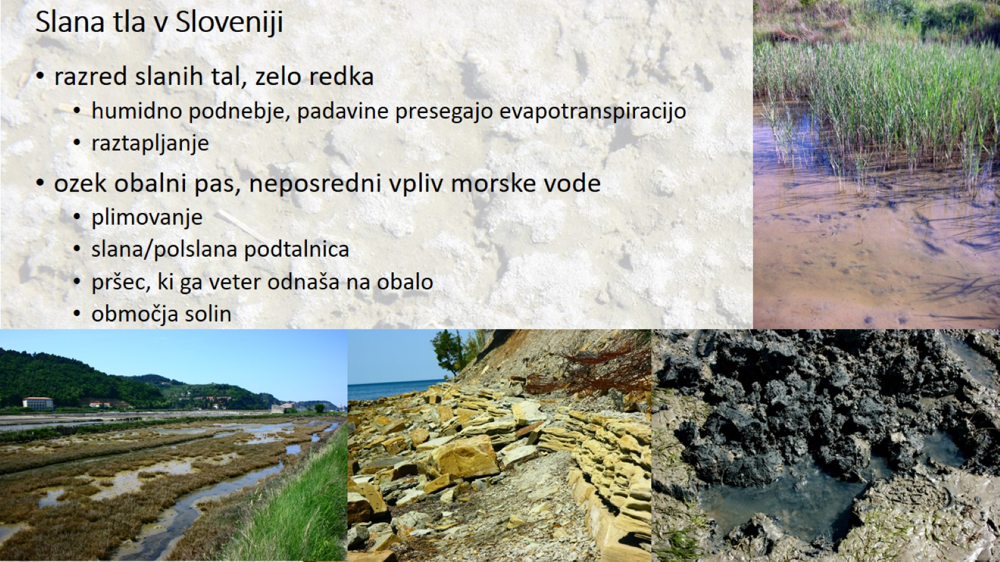 Slana tla v Sloveniji
• razred slanih tal, zelo redka
• humidno podnebje, padavine presegajo evapotranspiracijo
• raztapljanje
• ozek obalni pas, neposredni vpliv morske vode
• plimovanje
• slana/polslana podtalnica
• pršec, ki ga veter odnaša na obalo
• območja solin